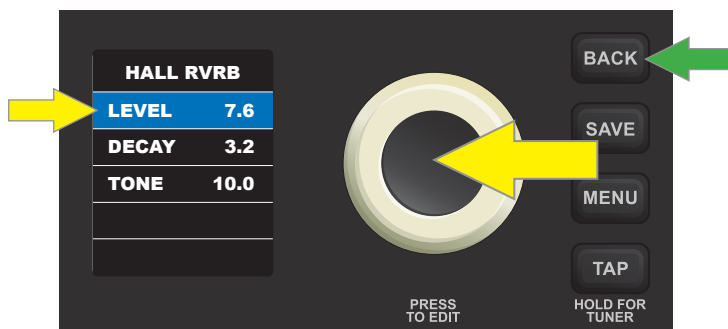 HALL RVRB
LEVEL 7.6
DECAY 3.2
TONE 10.0
BACK
SAVE
MENU
TAP
PRESS
TO EDIT
HOLD FOR
TUNER